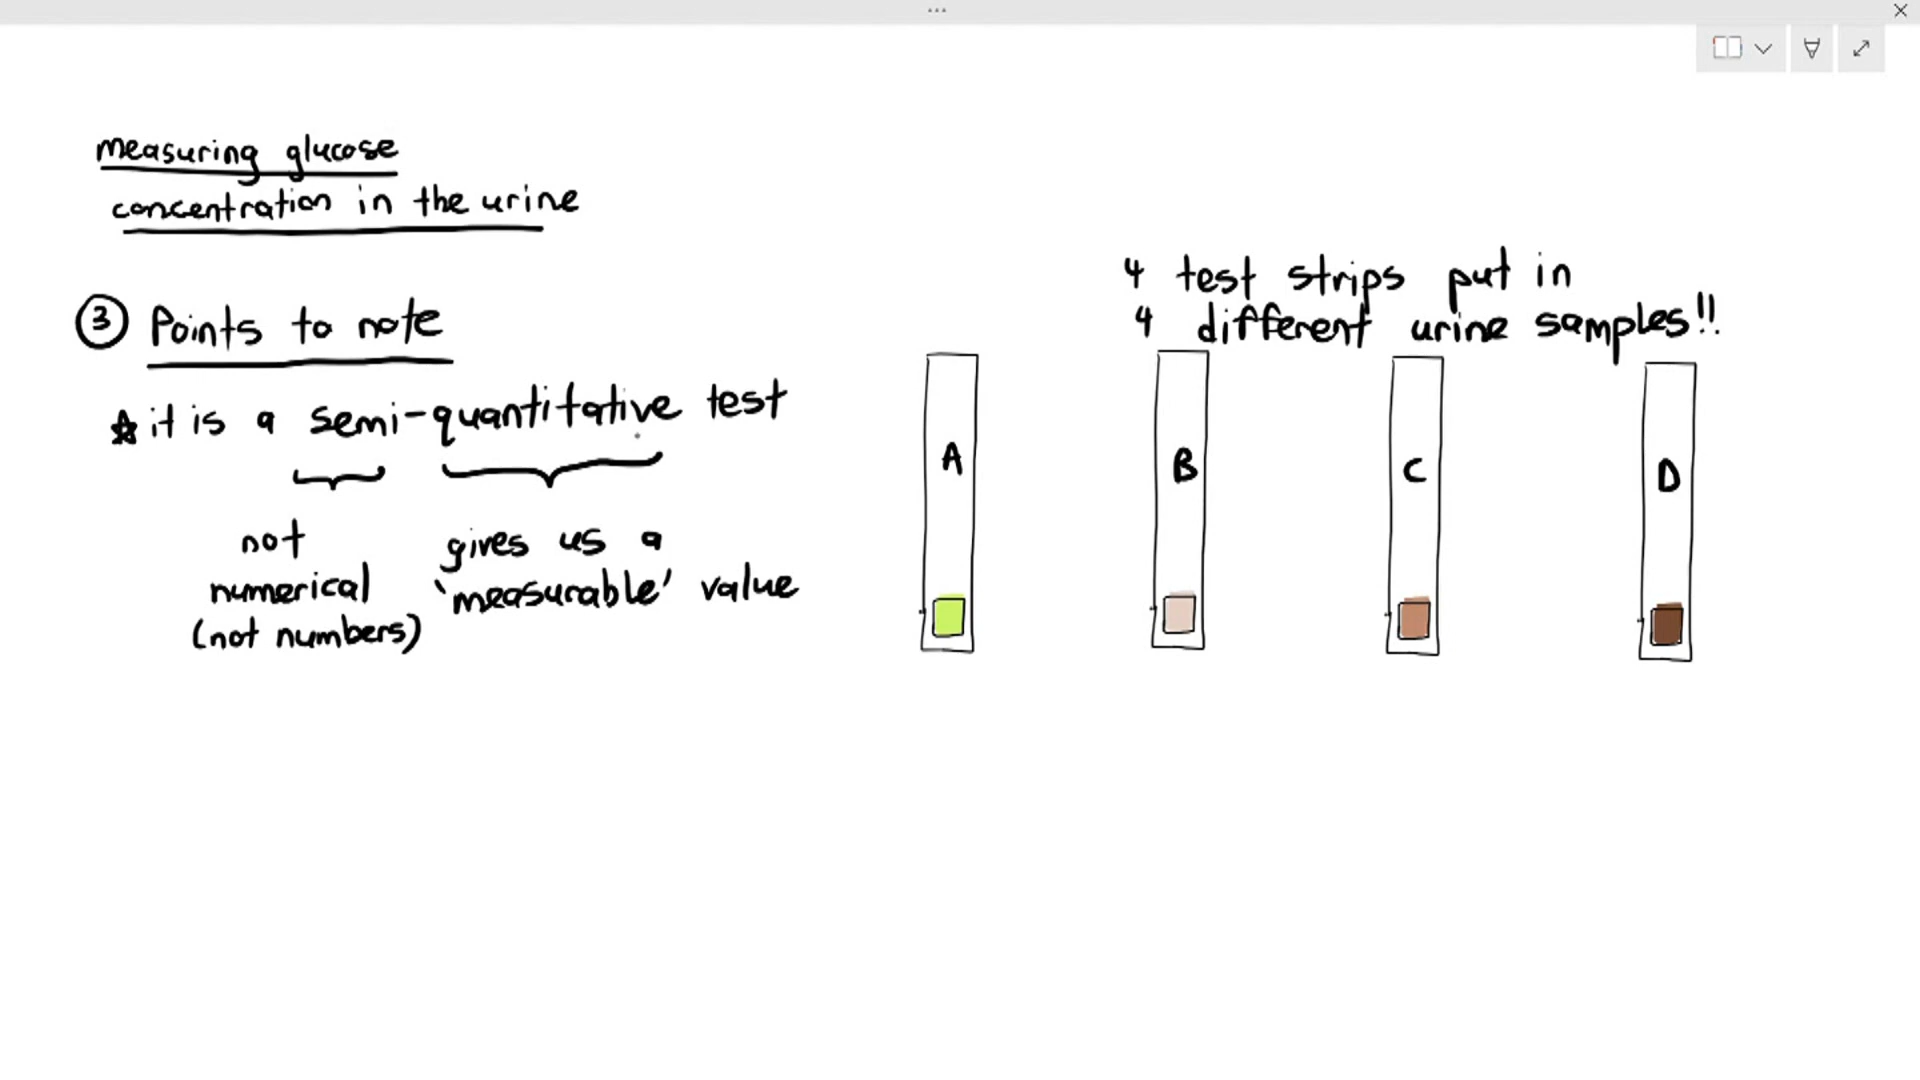 measuring glucose
concentration in the urine
③ Points to note
☆ it is a semi-quantitative test
not
numerical
(not numbers)
gives us a
'measurable' value
4 test strips put in
4 different urine samples!!
A
B
C
D